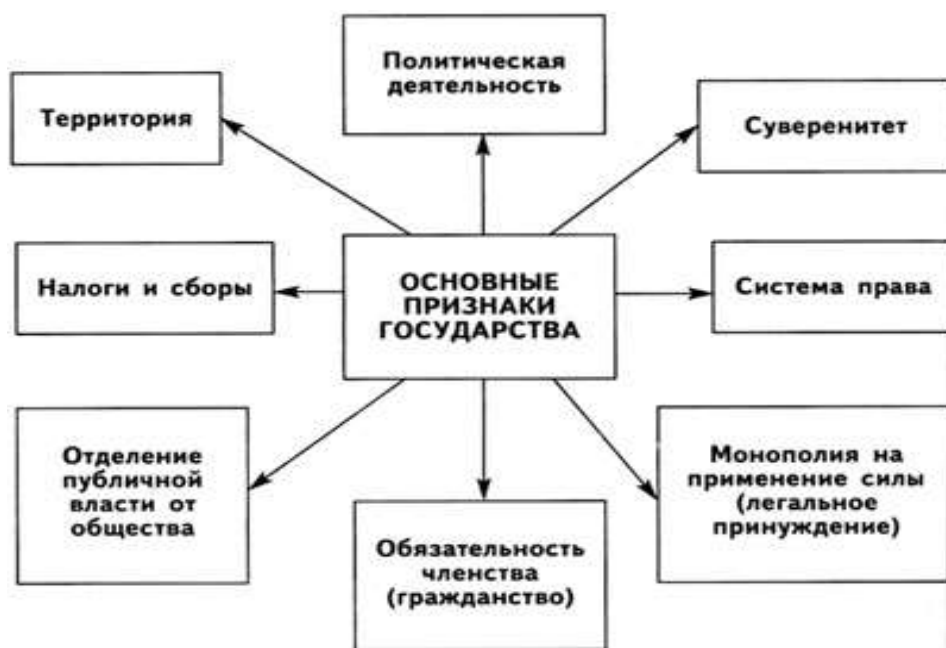 Политическая
деятельность
Территория
Суверенитет
Налоги и сборы
ОСНОВНЫЕ
ПРИЗНАКИ
ГОСУДАРСТВА
Система права
Отделение
публичной
власти от
общества
Обязательность
членства
(гражданство)
Монополия на
применение силы
(легальное
принуждение)